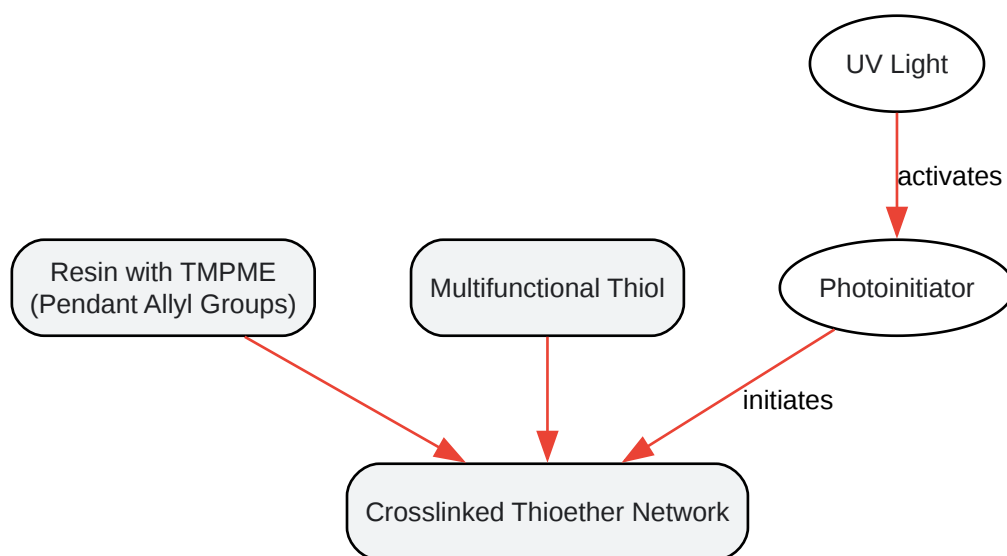 UV Light
activates
Resin with TMPME
(Pendant Allyl Groups)
Multifunctional Thiol
Photoinitiator
initiates
Crosslinked Thioether Network